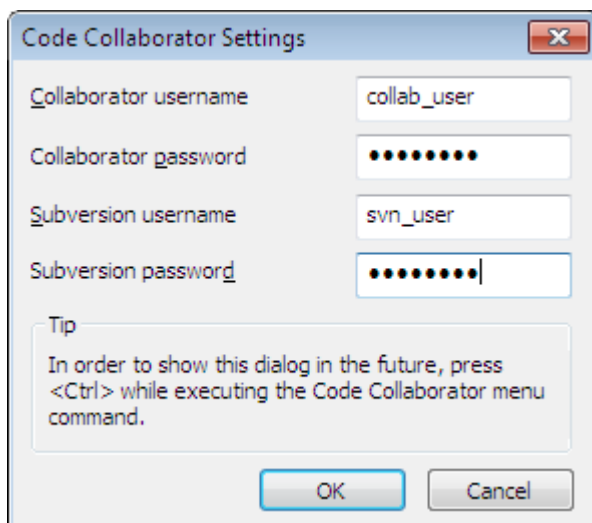 Code Collaborator Settings
Collaborator username collab_user
Collaborator password ●●●●●●●●
Subversion username svn_user
Subversion password ●●●●●●●●
Tip
In order to show this dialog in the future, press
<Ctrl> while executing the Code Collaborator menu
command.
OK Cancel